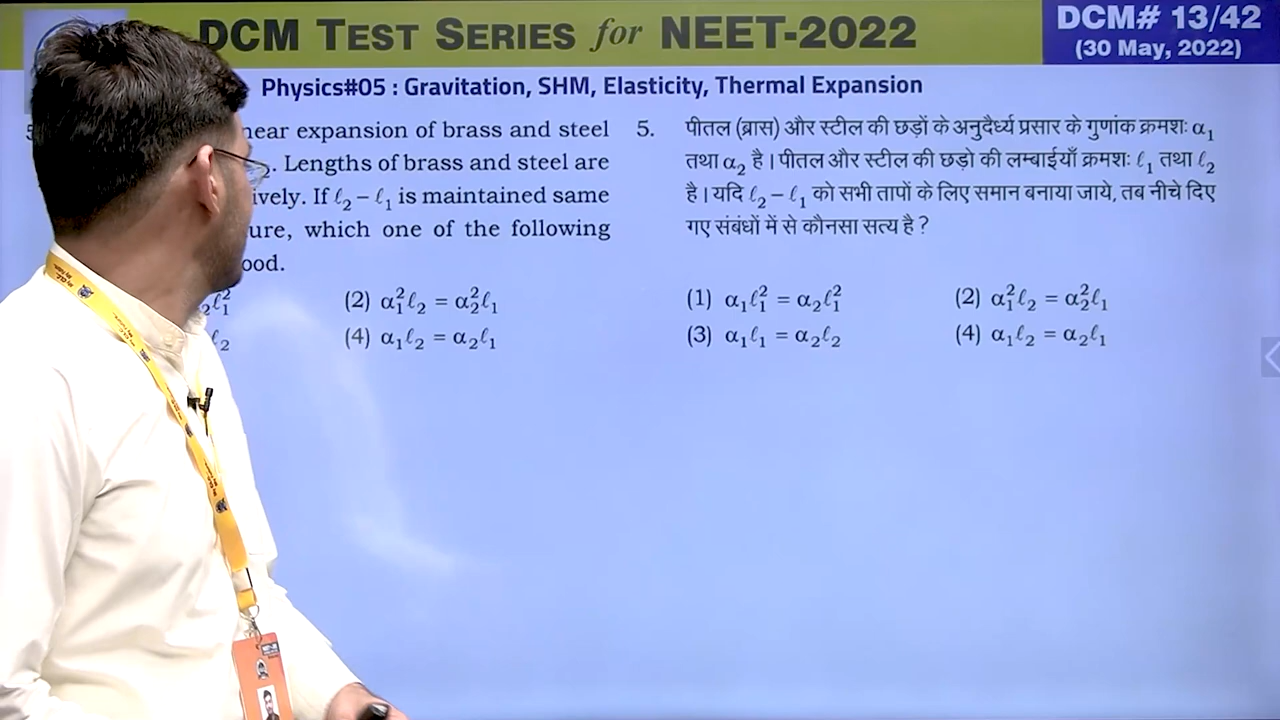 DCM TEST SERIES for NEET-2022
DCM# 13/42
(30 May, 2022)
Physics#05 : Gravitation, SHM, Elasticity, Thermal Expansion
near expansion of brass and steel
. Lengths of brass and steel are
ively. If ℓ₂ – ℓ₁ is maintained same
ure, which one of the following
ood.
₂ℓ₁²
(2) α₁²ℓ₂ = α₂²ℓ₁
ℓ₂
(4) α₁ℓ₂ = α₂ℓ₁
5. पीतल (ब्रास) और स्टील की छड़ों के अनुदैर्ध्य प्रसार के गुणांक क्रमशः α₁
तथा α₂ है। पीतल और स्टील की छड़ो की लम्बाईयाँ क्रमशः ℓ₁ तथा ℓ₂
है। यदि ℓ₂ – ℓ₁ को सभी तापों के लिए समान बनाया जाये, तब नीचे दिए
गए संबंधों में से कौनसा सत्य है ?
(1) α₁ℓ₁² = α₂ℓ₁²
(2) α₁²ℓ₂ = α₂²ℓ₁
(3) α₁ℓ₁ = α₂ℓ₂
(4) α₁ℓ₂ = α₂ℓ₁